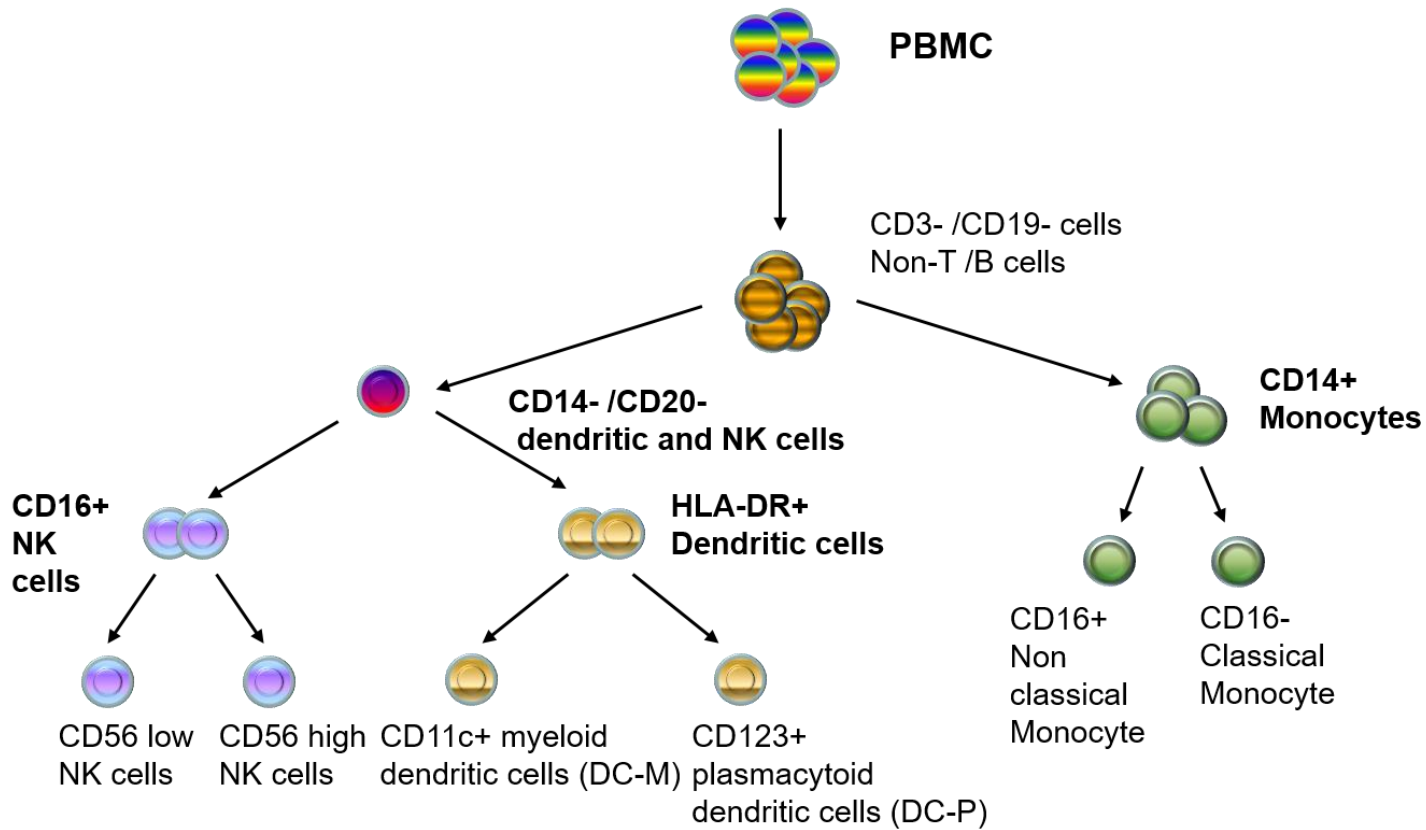 PBMC
CD3- /CD19- cells
Non-T /B cells
CD14+
Monocytes
CD14- /CD20-
dendritic and NK cells
CD16+
NK
cells
HLA-DR+
Dendritic cells
CD16+
Non
classical
Monocyte
CD16-
Classical
Monocyte
CD56 low
NK cells
CD56 high
NK cells
CD11c+ myeloid
dendritic cells (DC-M)
CD123+
plasmacytoid
dendritic cells (DC-P)